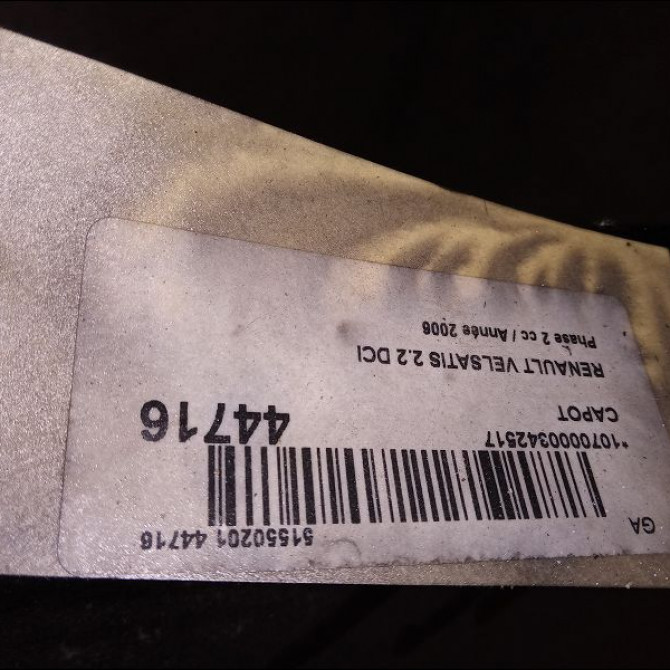 GA
51550201 44716
*1070000342517
CAPOT
44716
RENAULT VELSATIS 2.2 DCI
Phase 2 cc / Année 2006